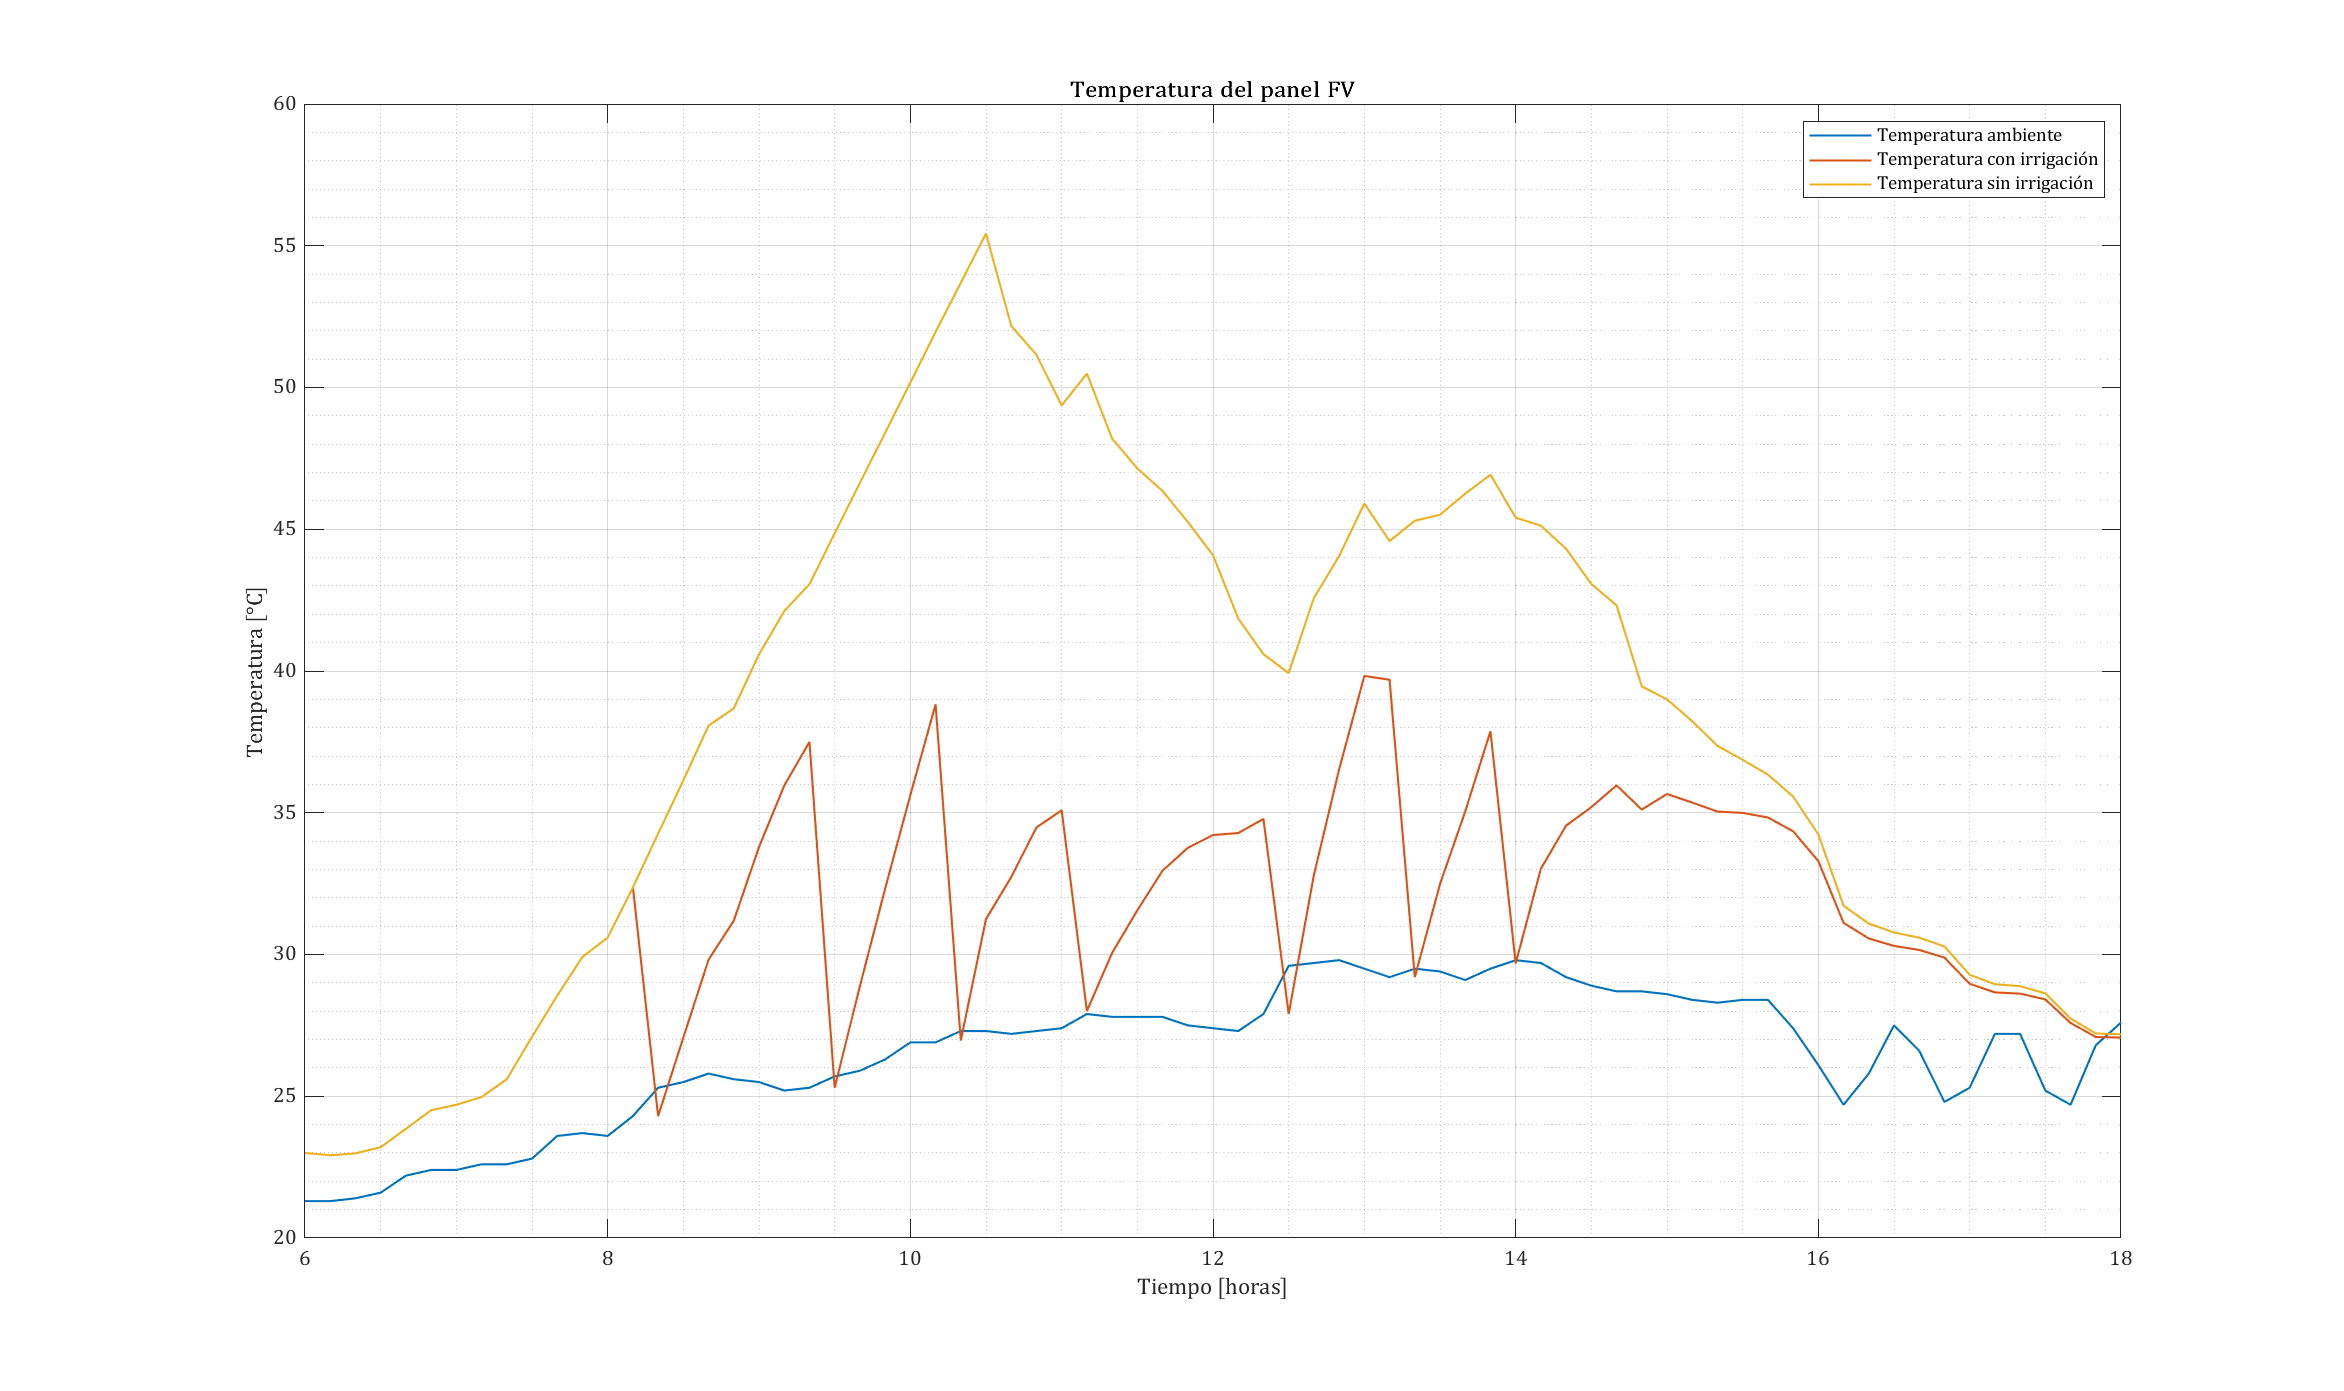 Temperatura del panel FV
60
55
50
45
40
35
30
25
20
Temperatura [°C]
Temperatura ambiente
Temperatura con irrigación
Temperatura sin irrigación
6 8 10 12 14 16 18
Tiempo [horas]